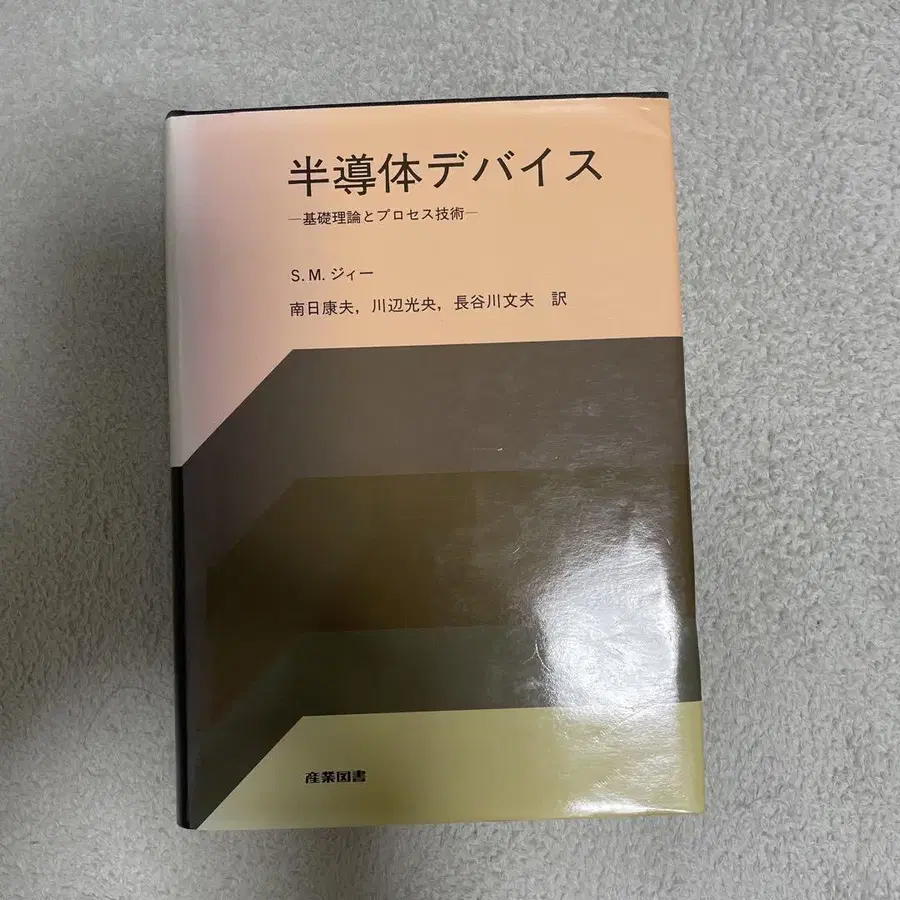 半導体デバイス
―基礎理論とプロセス技術―
S.M.ジィー
南日康夫，川辺光央，長谷川文夫　訳
産業図書